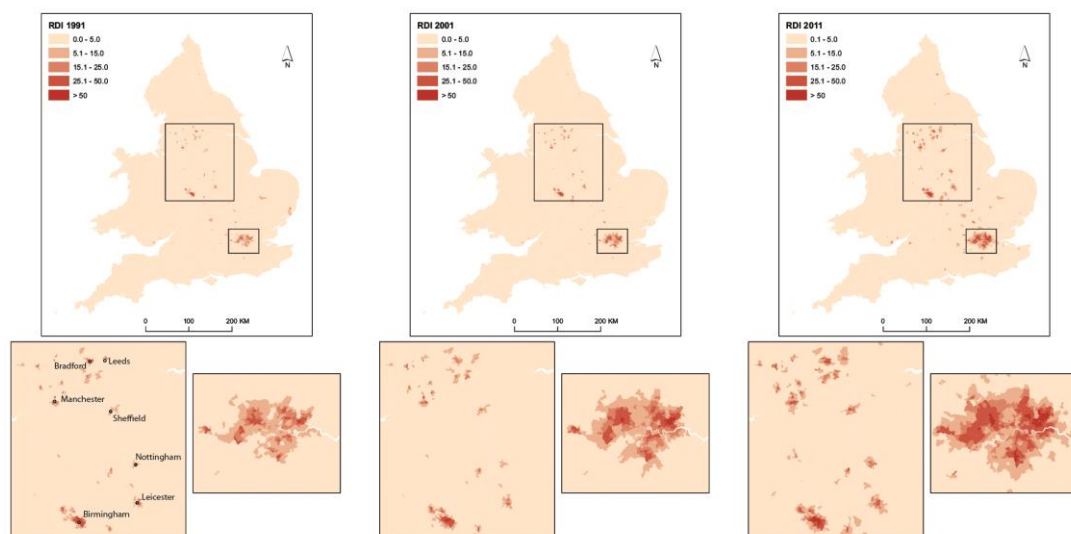 RDI 1991
0.0 - 5.0
5.1 - 15.0
15.1 - 25.0
25.1 - 50.0
> 50
N
0 100 200 KM
RDI 2001
0.0 - 5.0
5.1 - 15.0
15.1 - 25.0
25.1 - 50.0
> 50
N
0 100 200 KM
RDI 2011
0.1 - 5.0
5.1 - 15.0
15.1 - 25.0
25.1 - 50.0
> 50
N
0 100 200 KM
Bradford Leeds
Manchester
Sheffield
Nottingham
Leicester
Birmingham